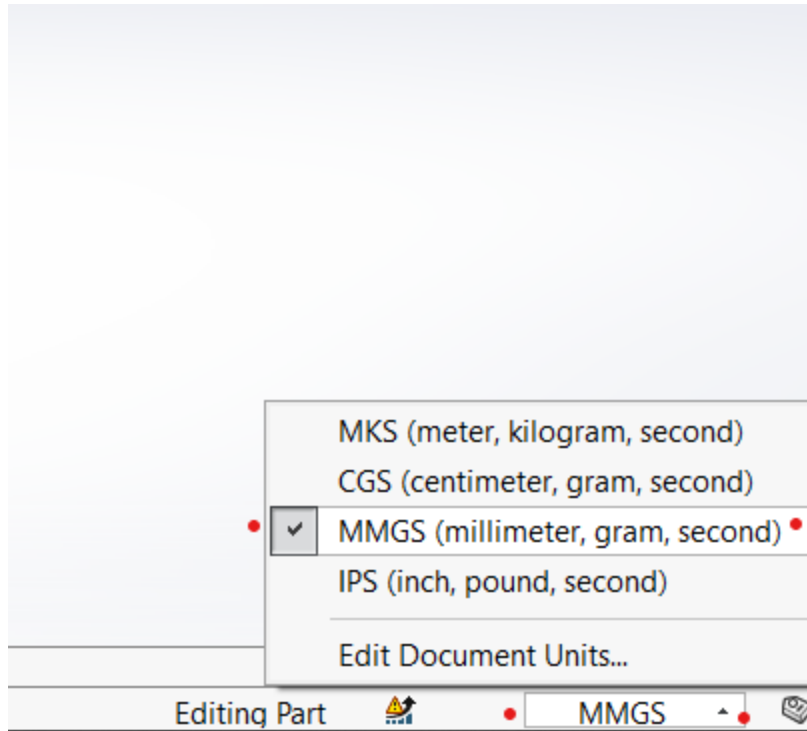 MKS (meter, kilogram, second)
CGS (centimeter, gram, second)
MMGS (millimeter, gram, second)
IPS (inch, pound, second)
Edit Document Units...
Editing Part MMGS